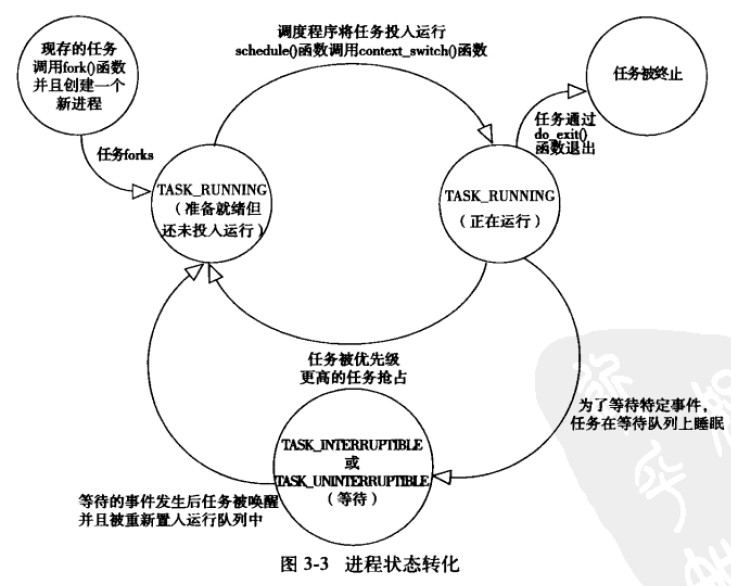 现存的任务
调用fork()函数
并且创建一个
新进程
调度程序将任务投入运行
schedule()函数调用context_switch()函数
任务被终止
任务通过
do_exit()
函数退出
任务forks
TASK_RUNNING
（准备就绪但
还未投入运行）
TASK_RUNNING
（正在运行）
任务被优先级
更高的任务抢占
为了等待特定事件，
任务在等待队列上睡眠
TASK_INTERRUPTIBLE
或
TASK_UNINTERRUPTIBLE
（等待）
等待的事件发生后任务被唤醒
并且被重新置入运行队列中
图 3-3 进程状态转化